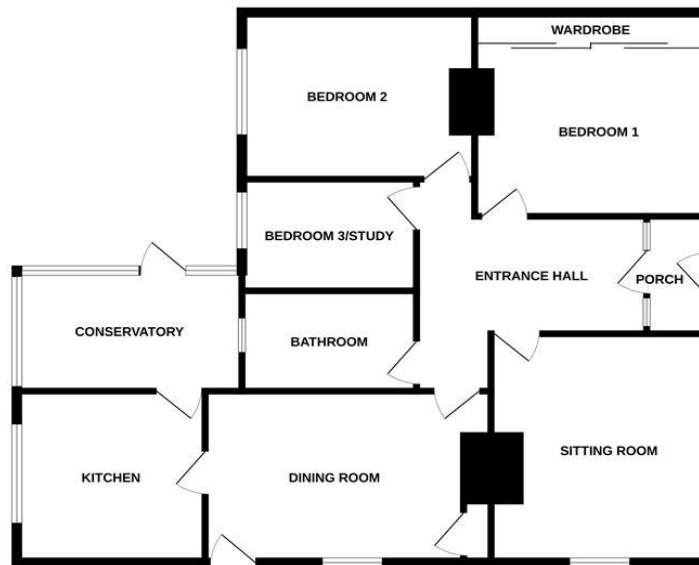 WARDROBE
BEDROOM 2
BEDROOM 1
BEDROOM 3/STUDY
ENTRANCE HALL
PORCH
CONSERVATORY
BATHROOM
SITTING ROOM
KITCHEN
DINING ROOM